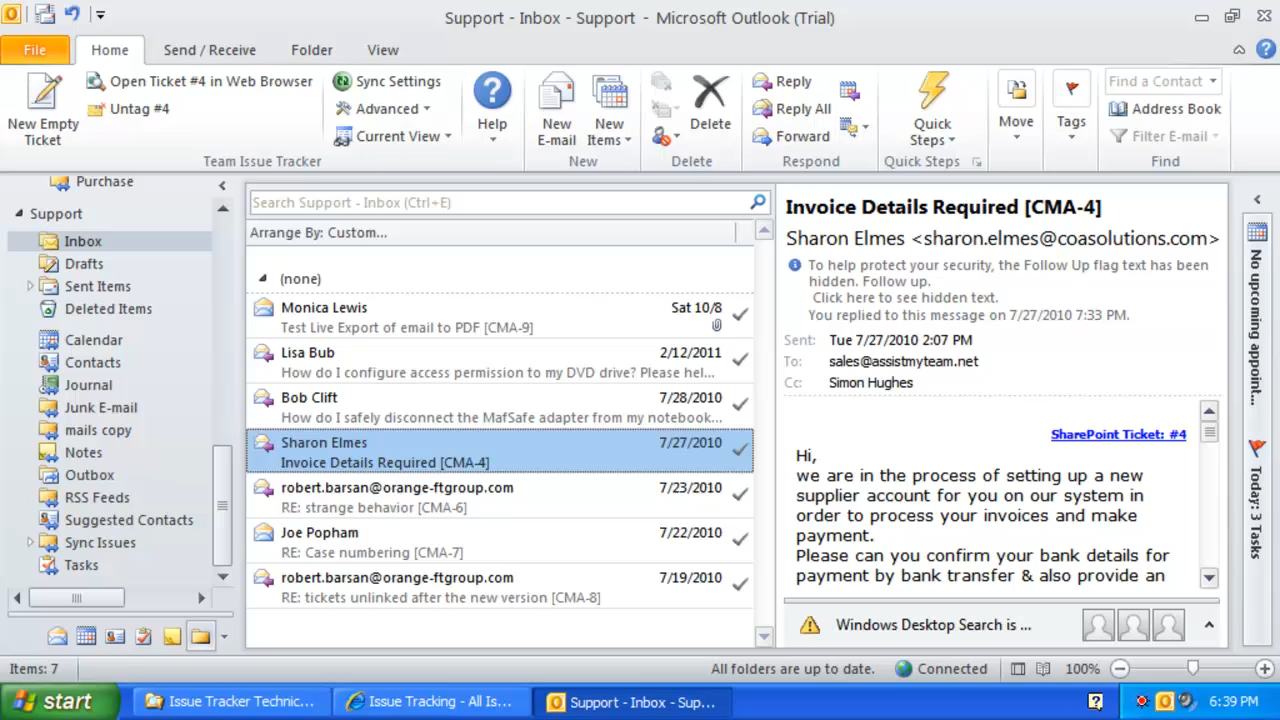 Support - Inbox - Support - Microsoft Outlook (Trial)
File
Home
Send / Receive
Folder
View
New Empty
Ticket
Open Ticket #4 in Web Browser
Untag #4
Sync Settings
Advanced
Current View
Help
Team Issue Tracker
New
E-mail
New
Items
New
Delete
Delete
Reply
Reply All
Forward
Respond
Quick
Steps
Quick Steps
Move
Tags
Find a Contact
Address Book
Filter E-mail
Find
Purchase
Support
Inbox
Drafts
Sent Items
Deleted Items
Calendar
Contacts
Journal
Junk E-mail
mails copy
Notes
Outbox
RSS Feeds
Suggested Contacts
Sync Issues
Tasks
Search Support - Inbox (Ctrl+E)
Arrange By: Custom...
(none)
Monica Lewis Sat 10/8
Test Live Export of email to PDF [CMA-9]
Lisa Bub 2/12/2011
How do I configure access permission to my DVD drive? Please hel...
Bob Clift 7/28/2010
How do I safely disconnect the MafSafe adapter from my notebook...
Sharon Elmes 7/27/2010
Invoice Details Required [CMA-4]
robert.barsan@orange-ftgroup.com 7/23/2010
RE: strange behavior [CMA-6]
Joe Popham 7/22/2010
RE: Case numbering [CMA-7]
robert.barsan@orange-ftgroup.com 7/19/2010
RE: tickets unlinked after the new version [CMA-8]
Invoice Details Required [CMA-4]
Sharon Elmes <sharon.elmes@coasolutions.com>
To help protect your security, the Follow Up flag text has been
hidden. Follow up.
Click here to see hidden text.
You replied to this message on 7/27/2010 7:33 PM.
Sent: Tue 7/27/2010 2:07 PM
To: sales@assistmyteam.net
Cc: Simon Hughes
SharePoint Ticket: #4
Hi,
we are in the process of setting up a new
supplier account for you on our system in
order to process your invoices and make
payment.
Please can you confirm your bank details for
payment by bank transfer & also provide an
Windows Desktop Search is ...
No upcoming appoint...
Today: 3 Tasks
Items: 7
All folders are up to date.
Connected
100%
start
Issue Tracker Technic...
Issue Tracking - All Is...
Support - Inbox - Sup...
6:39 PM